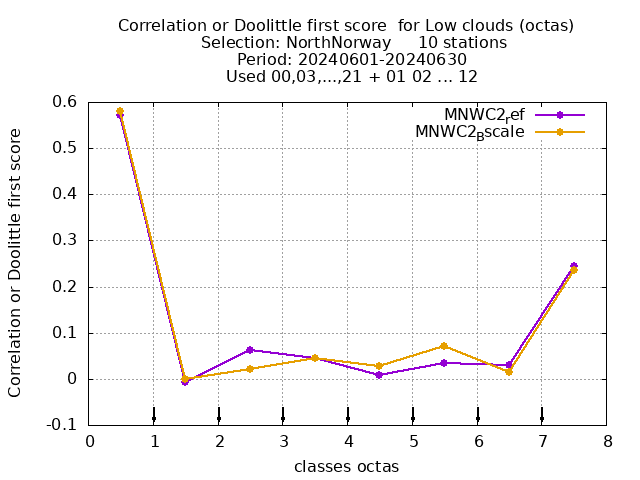 Correlation or Doolittle first score  for Low clouds (octas)
Selection: NorthNorway     10 stations
Period: 20240601-20240630
Used 00,03,...,21 + 01 02 ... 12
MNWC2ref
MNWC2Bscale
0.6
0.5
0.4
0.3
0.2
0.1
0
-0.1
Correlation or Doolittle first score
0 1 2 3 4 5 6 7 8
classes octas